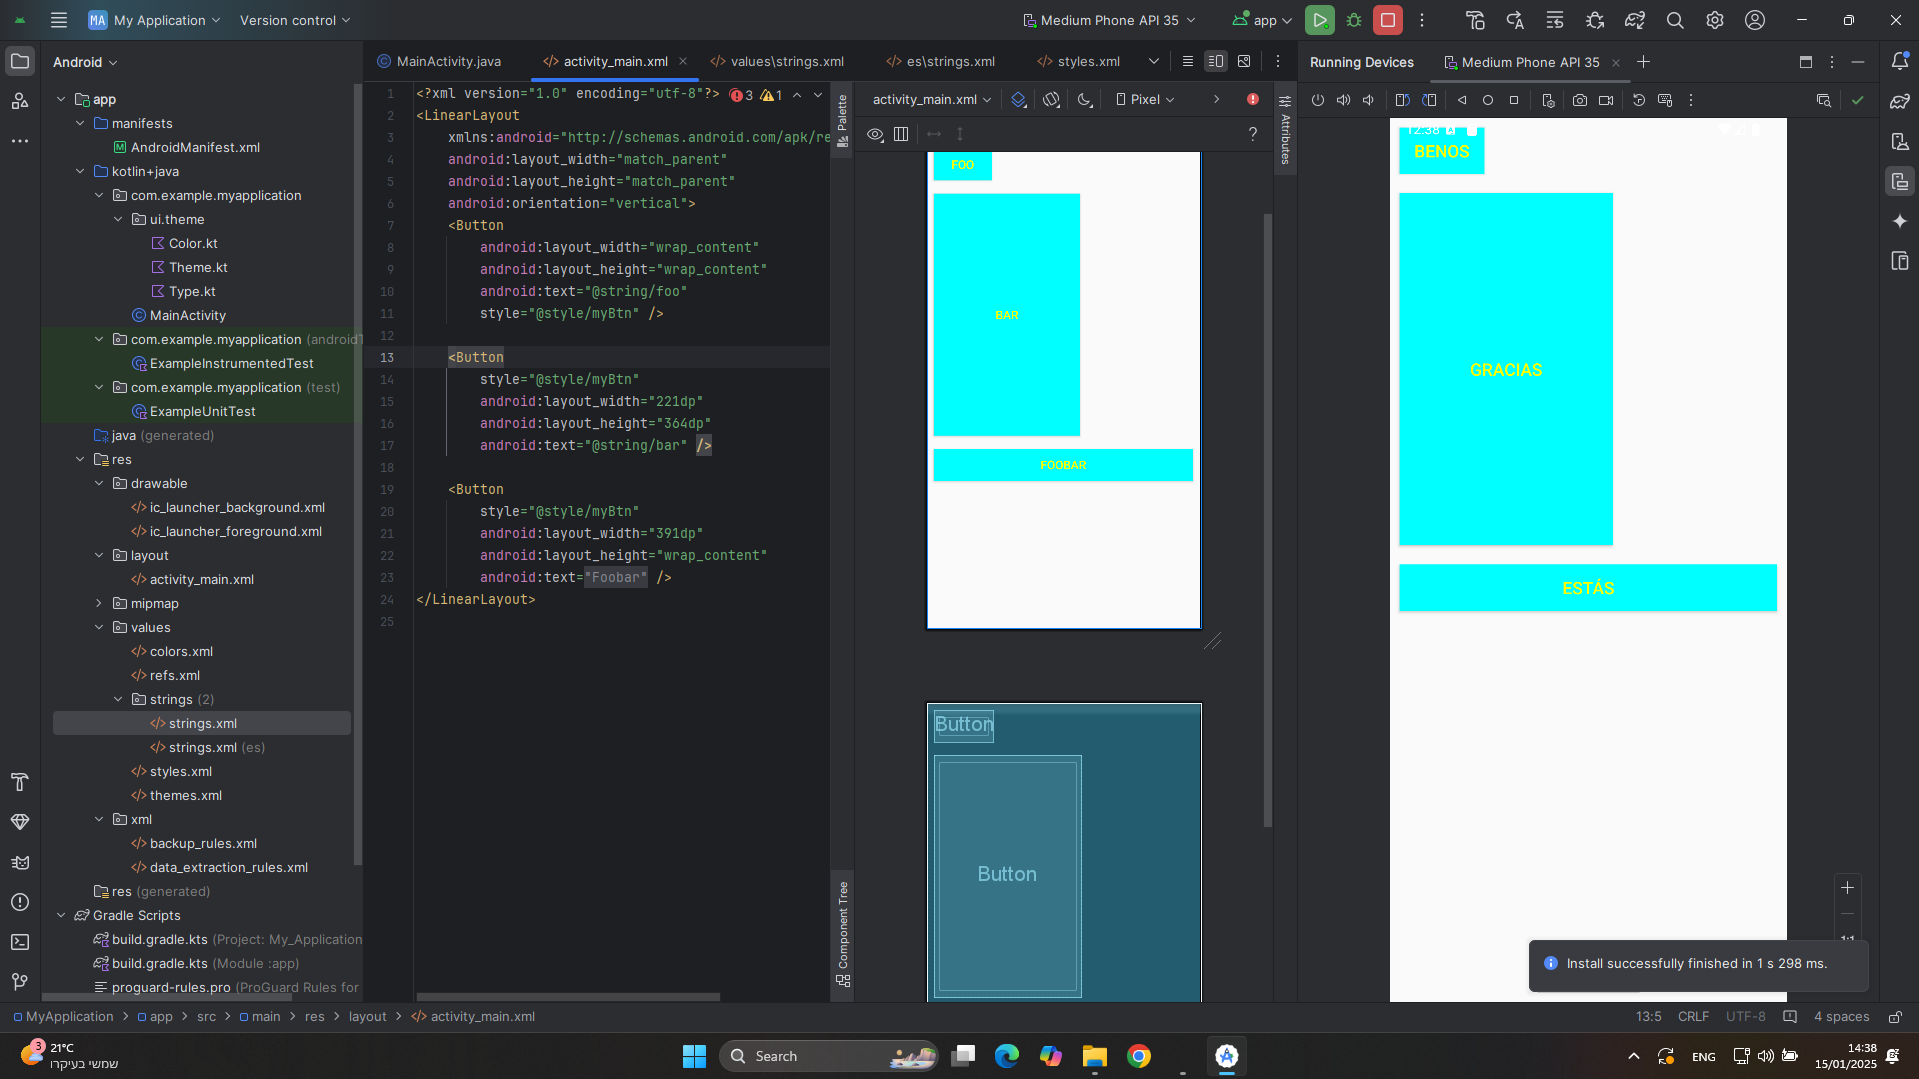 MA My Application Version control Medium Phone API 35 app
Android
app
manifests
AndroidManifest.xml
kotlin+java
com.example.myapplication
ui.theme
Color.kt
Theme.kt
Type.kt
MainActivity
com.example.myapplication (androidT
ExampleInstrumentedTest
com.example.myapplication (test)
ExampleUnitTest
java (generated)
res
drawable
ic_launcher_background.xml
ic_launcher_foreground.xml
layout
activity_main.xml
mipmap
values
colors.xml
refs.xml
strings (2)
strings.xml
strings.xml (es)
styles.xml
themes.xml
xml
backup_rules.xml
data_extraction_rules.xml
res (generated)
Gradle Scripts
build.gradle.kts (Project: My_Application
build.gradle.kts (Module :app)
proguard-rules.pro (ProGuard Rules for
MainActivity.java activity_main.xml values\strings.xml es\strings.xml styles.xml
3 1
1 <?xml version="1.0" encoding="utf-8"?>
2 <LinearLayout
3 xmlns:android="http://schemas.android.com/apk/re
4 android:layout_width="match_parent"
5 android:layout_height="match_parent"
6 android:orientation="vertical">
7 <Button
8 android:layout_width="wrap_content"
9 android:layout_height="wrap_content"
10 android:text="@string/foo"
11 style="@style/myBtn" />
12
13 <Button
14 style="@style/myBtn"
15 android:layout_width="221dp"
16 android:layout_height="364dp"
17 android:text="@string/bar" />
18
19 <Button
20 style="@style/myBtn"
21 android:layout_width="391dp"
22 android:layout_height="wrap_content"
23 android:text="Foobar" />
24 </LinearLayout>
25
Palette
Component Tree
activity_main.xml Pixel
?
Attributes
FOO
BAR
FOOBAR
Button
Button
Running Devices Medium Phone API 35
12:38
BENOS
GRACIAS
ESTÁS
1:1
Install successfully finished in 1 s 298 ms.
MyApplication app src main res layout activity_main.xml
13:5 CRLF UTF-8 4 spaces
3
21°C
שמשי בעיקרו
Search
ENG
14:38
15/01/2025